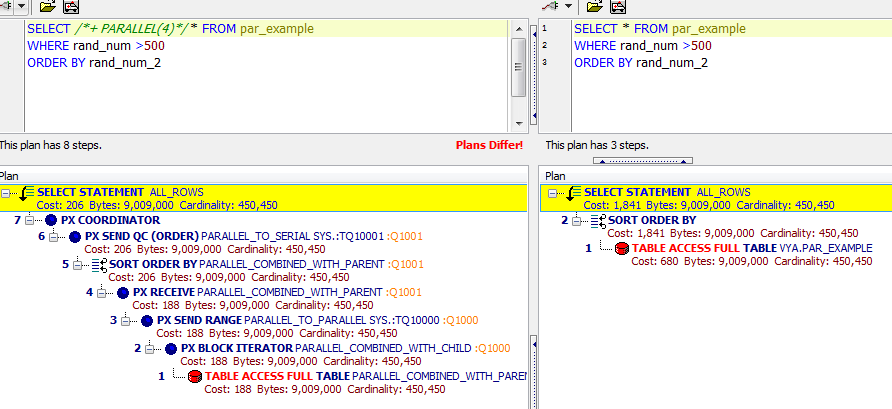 SELECT /*+ PARALLEL(4)*/ * FROM par_example
WHERE rand_num >500
ORDER BY rand_num_2
This plan has 8 steps.
Plans Differ!
Plan
SELECT STATEMENT ALL_ROWS
Cost: 206 Bytes: 9,009,000 Cardinality: 450,450
7 PX COORDINATOR
6 PX SEND QC (ORDER) PARALLEL_TO_SERIAL SYS.:TQ10001 :Q1001
Cost: 206 Bytes: 9,009,000 Cardinality: 450,450
5 SORT ORDER BY PARALLEL_COMBINED_WITH_PARENT :Q1001
Cost: 206 Bytes: 9,009,000 Cardinality: 450,450
4 PX RECEIVE PARALLEL_COMBINED_WITH_PARENT :Q1001
Cost: 188 Bytes: 9,009,000 Cardinality: 450,450
3 PX SEND RANGE PARALLEL_TO_PARALLEL SYS.:TQ10000 :Q1000
Cost: 188 Bytes: 9,009,000 Cardinality: 450,450
2 PX BLOCK ITERATOR PARALLEL_COMBINED_WITH_CHILD :Q1000
Cost: 188 Bytes: 9,009,000 Cardinality: 450,450
1 TABLE ACCESS FULL TABLE PARALLEL_COMBINED_WITH_PAREN
Cost: 188 Bytes: 9,009,000 Cardinality: 450,450
1 SELECT * FROM par_example
2 WHERE rand_num >500
3 ORDER BY rand_num_2
This plan has 3 steps.
Plan
SELECT STATEMENT ALL_ROWS
Cost: 1,841 Bytes: 9,009,000 Cardinality: 450,450
2 SORT ORDER BY
Cost: 1,841 Bytes: 9,009,000 Cardinality: 450,450
1 TABLE ACCESS FULL TABLE VYA.PAR_EXAMPLE
Cost: 680 Bytes: 9,009,000 Cardinality: 450,450